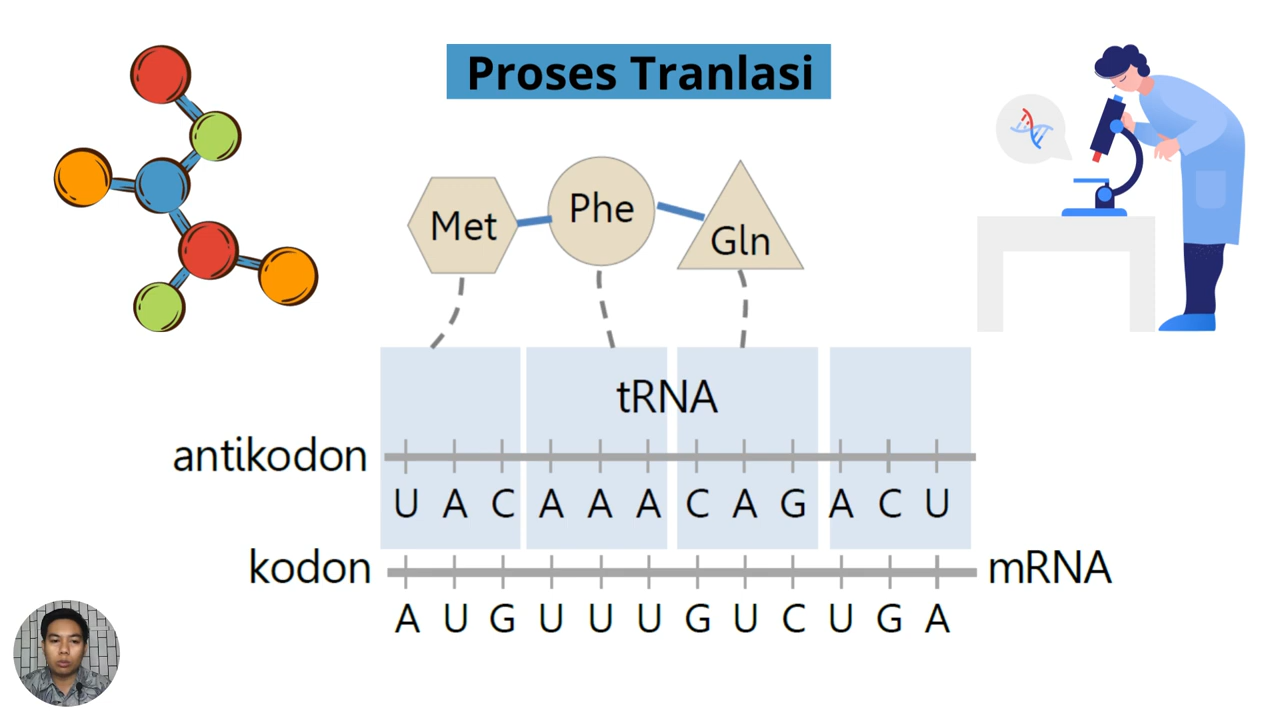 Proses Tranlasi
Met Phe Gln
tRNA
antikodon
U A C A A A C A G A C U
kodon mRNA
A U G U U U G U C U G A